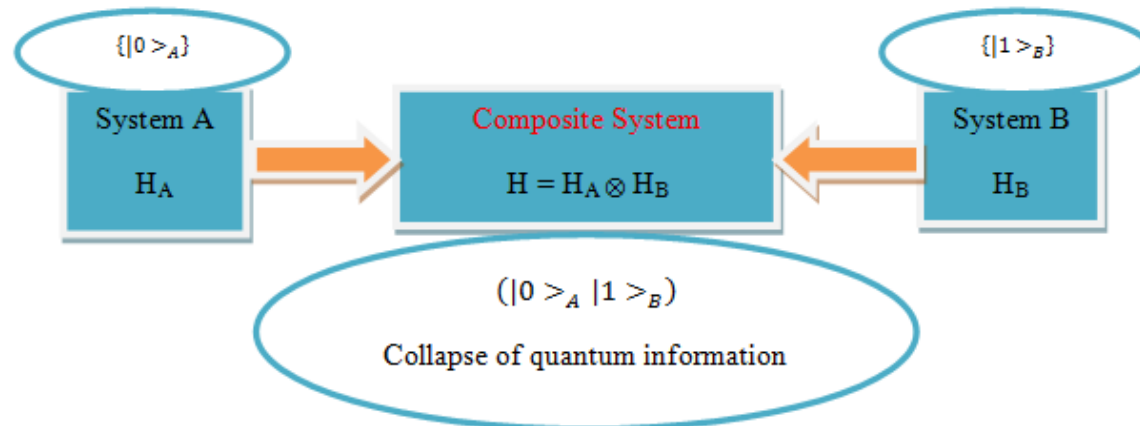 {|0 >_A}
{|1 >_B}
System A
H_A
Composite System
H = H_A ⊗ H_B
System B
H_B
(|0 >_A |1 >_B)
Collapse of quantum information